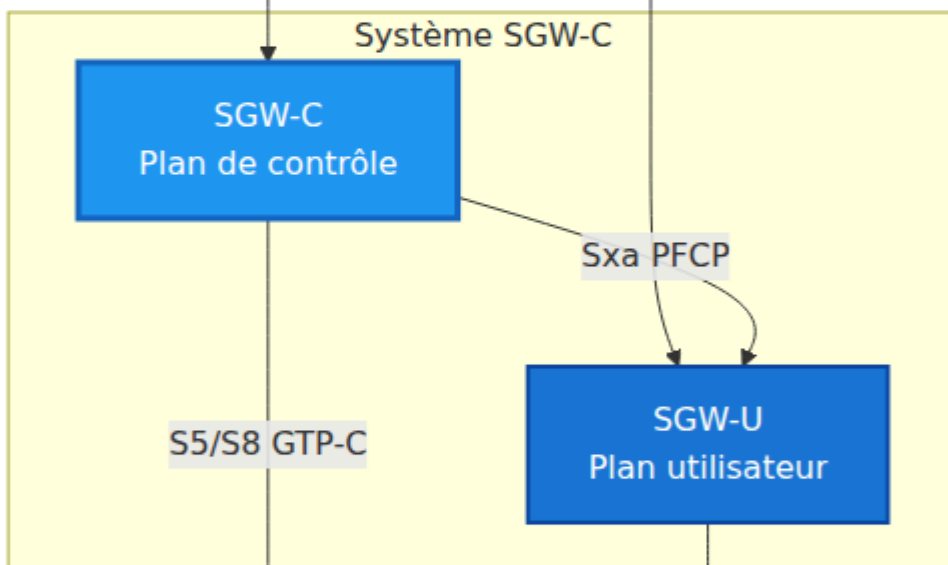 Système SGW-C
SGW-C
Plan de contrôle
Sxa PFCP
SGW-U
Plan utilisateur
S5/S8 GTP-C